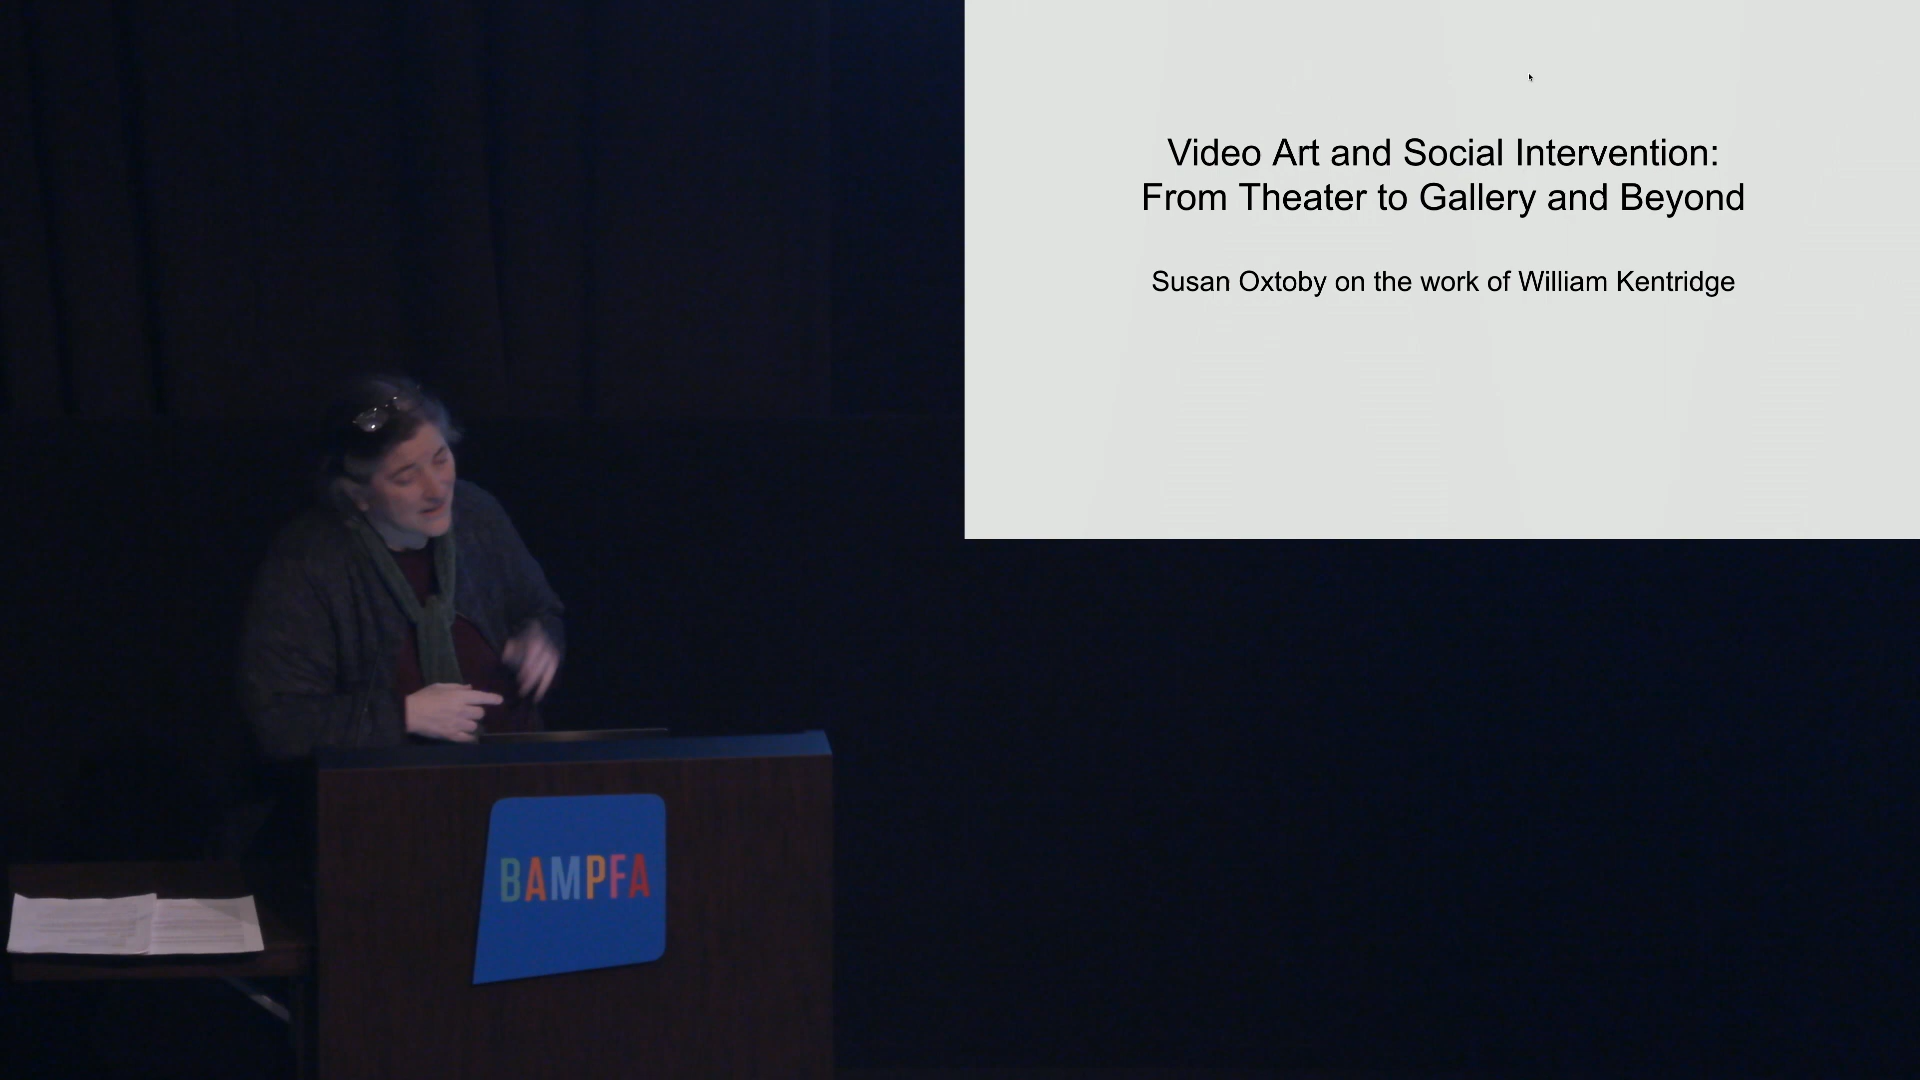 Video Art and Social Intervention:
From Theater to Gallery and Beyond
Susan Oxtoby on the work of William Kentridge
BAMPFA